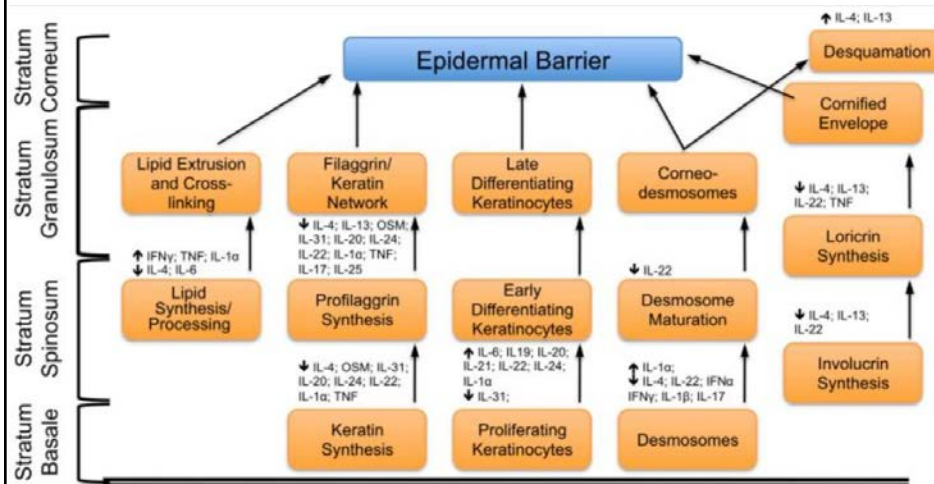 ↑ IL-4; IL-13
Desquamation
Stratum
Corneum
Epidermal Barrier
Cornified
Envelope
Stratum
Granulosum
Lipid Extrusion
and Cross-
linking
Filaggrin/
Keratin
Network
Late
Differentiating
Keratinocytes
Corneo-
desmosomes
↓ IL-4, IL-13;
IL-22; TNF
Loricrin
Synthesis
↑ IFNγ; TNF; IL-1α
↓ IL-4; IL-6
↓ IL-4; IL-13; OSM;
IL-31; IL-20; IL-24;
IL-22; IL-1α; TNF;
IL-17; IL-25
↓ IL-22
Stratum
Spinosum
Lipid
Synthesis/
Processing
Profilaggrin
Synthesis
Early
Differentiating
Keratinocytes
Desmosome
Maturation
↓ IL-4; IL-13;
IL-22
Involucrin
Synthesis
↓ IL-4; OSM; IL-31;
IL-20; IL-24; IL-22;
IL-1α; TNF
↑ IL-6; IL19; IL-20;
IL-21; IL-22; IL-24;
IL-1α
↓ IL-31;
↑ IL-1α;
↓ IL-4; IL-22; IFNα
IFNγ; IL-1β; IL-17
Stratum
Basale
Keratin
Synthesis
Proliferating
Keratinocytes
Desmosomes